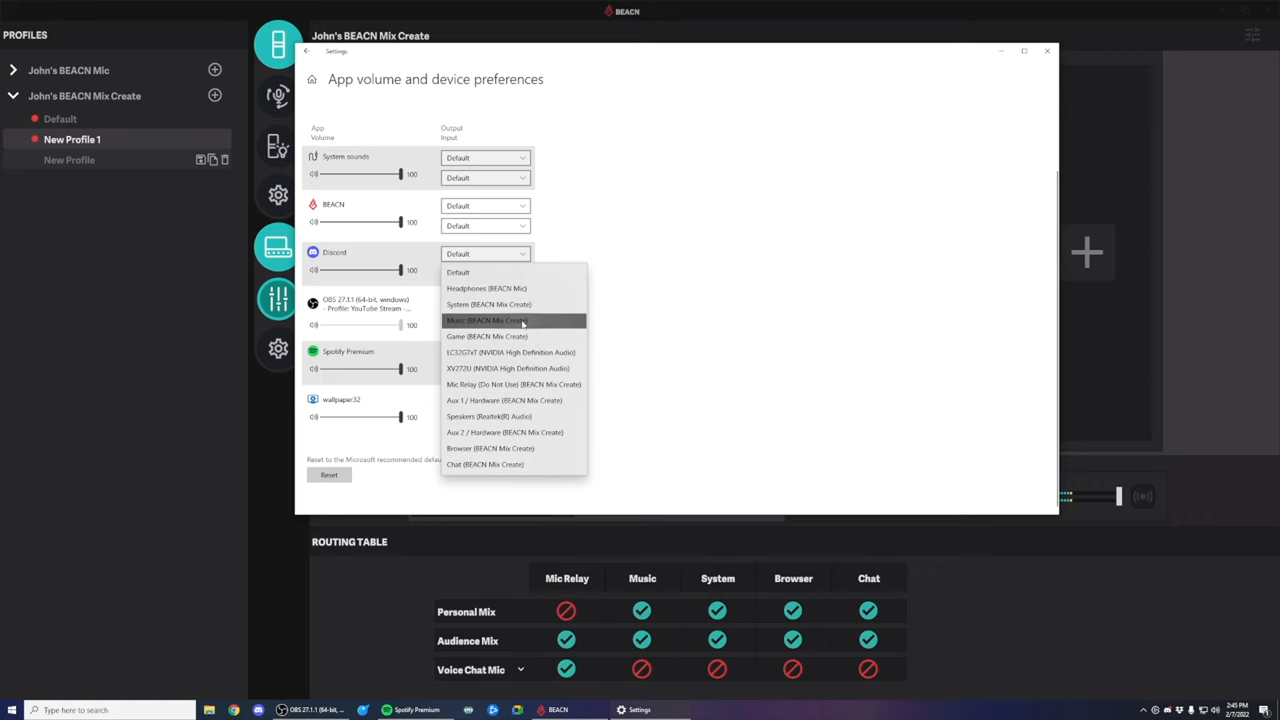 BEACN
PROFILES
John's BEACN Mic
John's BEACN Mix Create
Default
New Profile 1
New Profile
John's BEACN Mix Create
Settings
App volume and device preferences
App
Volume
Output
Input
System sounds
Default
100
Default
BEACN
Default
100
Default
Discord
Default
100
Default
Headphones (BEACN Mic)
System (BEACN Mix Create)
Music (BEACN Mix Create)
Game (BEACN Mix Create)
LC32G7xT (NVIDIA High Definition Audio)
XV272U (NVIDIA High Definition Audio)
Mic Relay (Do Not Use) (BEACN Mix Create)
Aux 1 / Hardware (BEACN Mix Create)
Speakers (Realtek(R) Audio)
Aux 2 / Hardware (BEACN Mix Create)
Browser (BEACN Mix Create)
Chat (BEACN Mix Create)
OBS 27.1.1 (64-bit, windows)
- Profile: YouTube Stream -...
100
Spotify Premium
100
wallpaper32
100
Reset to the Microsoft recommended defau
Reset
ROUTING TABLE
Mic Relay Music System Browser Chat
Personal Mix
Audience Mix
Voice Chat Mic
Type here to search
OBS 27.1.1 (64-bit, ...
Spotify Premium
BEACN
Settings
2:45 PM
2/7/2022